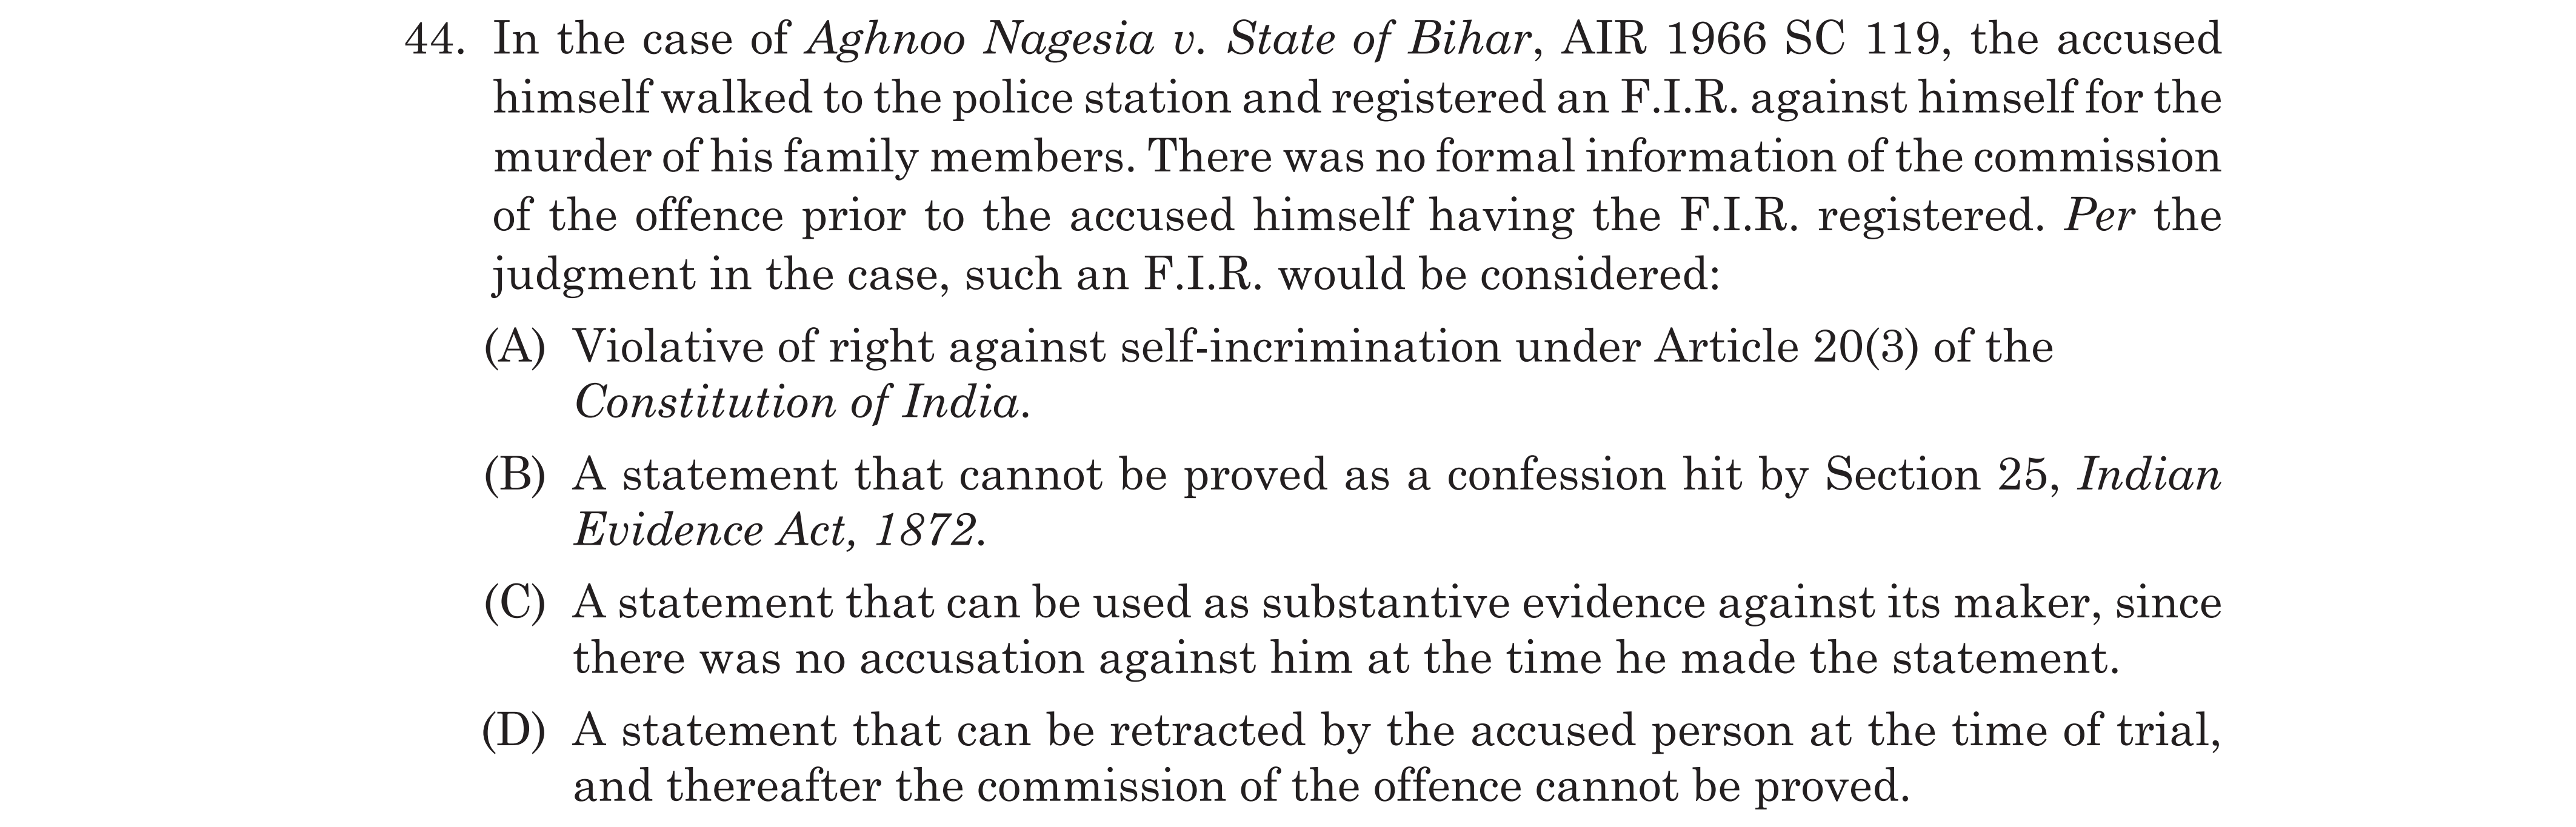 44. In the case of Aghnoo Nagesia v. State of Bihar, AIR 1966 SC 119, the accused
himself walked to the police station and registered an F.I.R. against himself for the
murder of his family members. There was no formal information of the commission
of the offence prior to the accused himself having the F.I.R. registered. Per the
judgment in the case, such an F.I.R. would be considered:
(A) Violative of right against self-incrimination under Article 20(3) of the
Constitution of India.
(B) A statement that cannot be proved as a confession hit by Section 25, Indian
Evidence Act, 1872.
(C) A statement that can be used as substantive evidence against its maker, since
there was no accusation against him at the time he made the statement.
(D) A statement that can be retracted by the accused person at the time of trial,
and thereafter the commission of the offence cannot be proved.